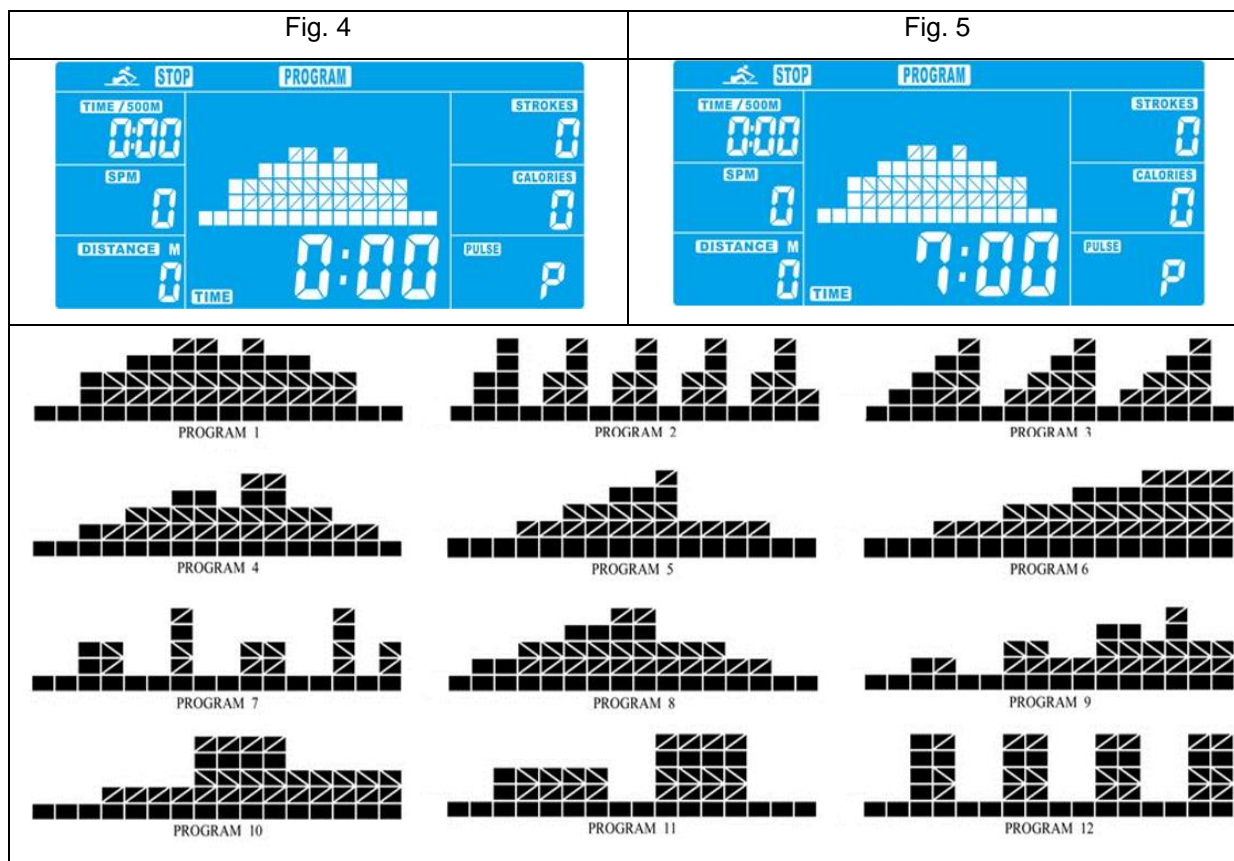 Fig. 4
Fig. 5
STOP PROGRAM
TIME / 500M
0:00
STROKES
0
SPM
0
CALORIES
0
DISTANCE M
0
TIME
0:00
PULSE
P
STOP PROGRAM
TIME / 500M
0:00
STROKES
0
SPM
0
CALORIES
0
DISTANCE M
0
TIME
7:00
PULSE
P
PROGRAM 1
PROGRAM 2
PROGRAM 3
PROGRAM 4
PROGRAM 5
PROGRAM 6
PROGRAM 7
PROGRAM 8
PROGRAM 9
PROGRAM 10
PROGRAM 11
PROGRAM 12